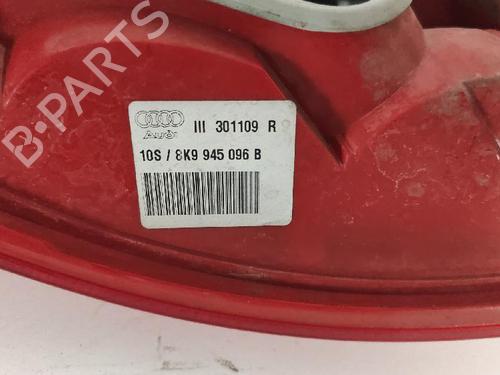 B-PARTS
III 301109 R
Audi
10S / 8K9 945 096 B